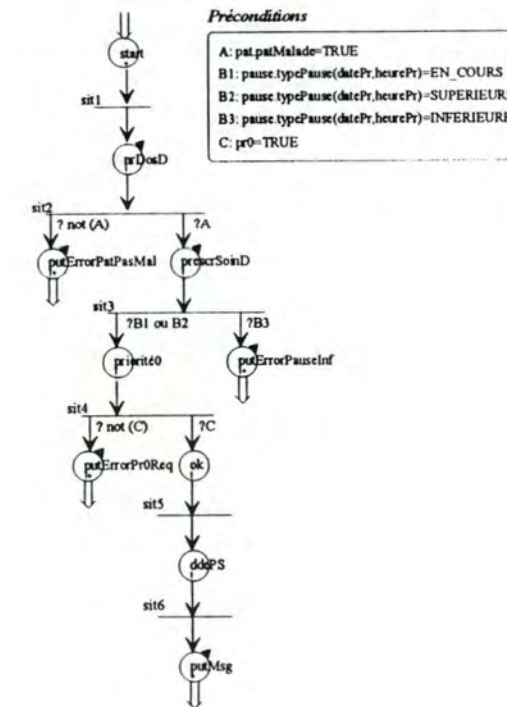 Préconditions
A: pat.patMalade=TRUE
B1: pause.typePause(datePr,heurePr)=EN_COURS
B2: pause.typePause(datePr,heurePr)=SUPERIEURE
B3: pause.typePause(datePr,heurePr)=INFERIEURE
C: pr0=TRUE
start
sit1
prDosD
sit2
? not (A)
?A
putErrorPatPasMal
prescrSoinD
sit3
?B1 ou B2
?B3
priorité0
putErrorPauseInf
sit4
? not (C)
?C
putErrorPr0Req
ok
sit5
ddePS
sit6
putMsg